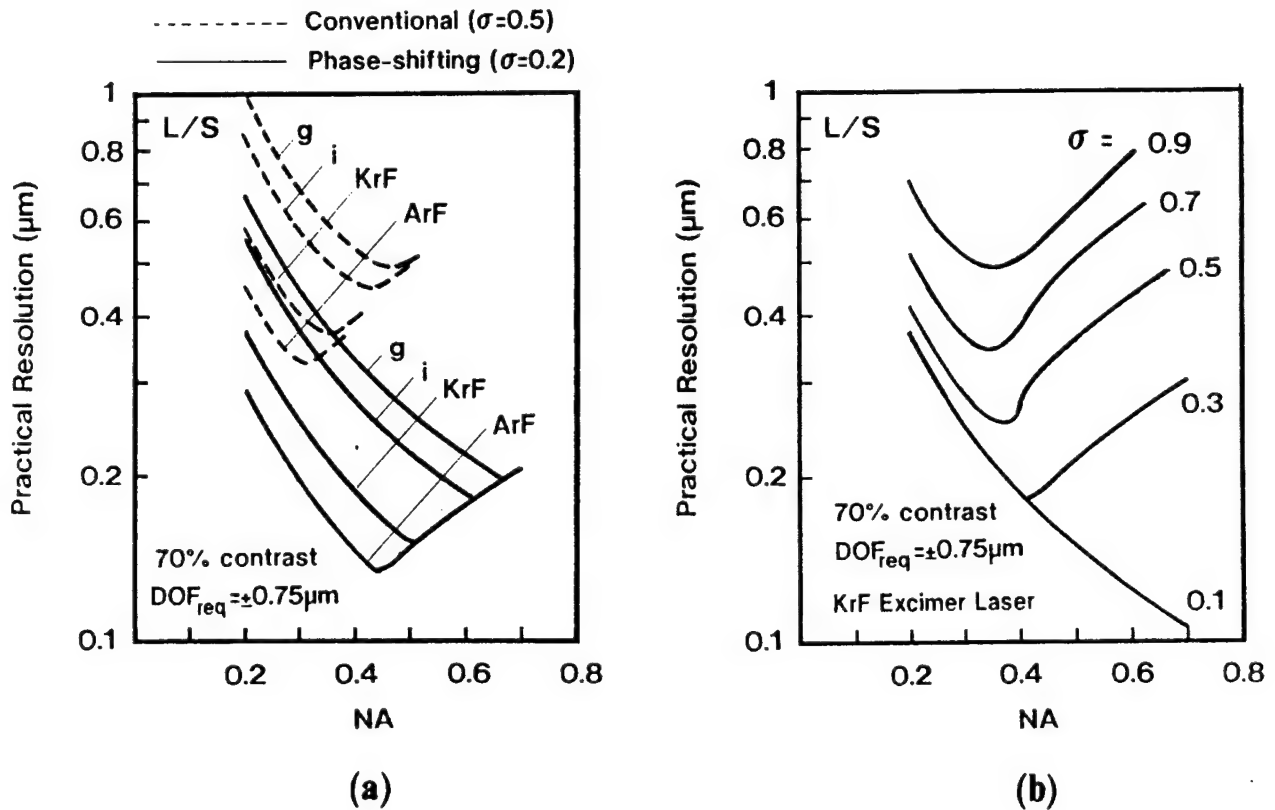 Conventional (σ=0.5)
Phase-shifting (σ=0.2)
L/S
g
i
KrF
ArF
g
i
KrF
ArF
70% contrast
DOFreq=±0.75μm
1
0.8
0.6
0.4
0.2
0.1
Practical Resolution (μm)
0.2 0.4 0.6 0.8
NA
(a)
L/S
σ = 0.9
0.7
0.5
0.3
0.1
70% contrast
DOFreq=±0.75μm
KrF Excimer Laser
1
0.8
0.6
0.4
0.2
0.1
Practical Resolution (μm)
0.2 0.4 0.6 0.8
NA
(b)